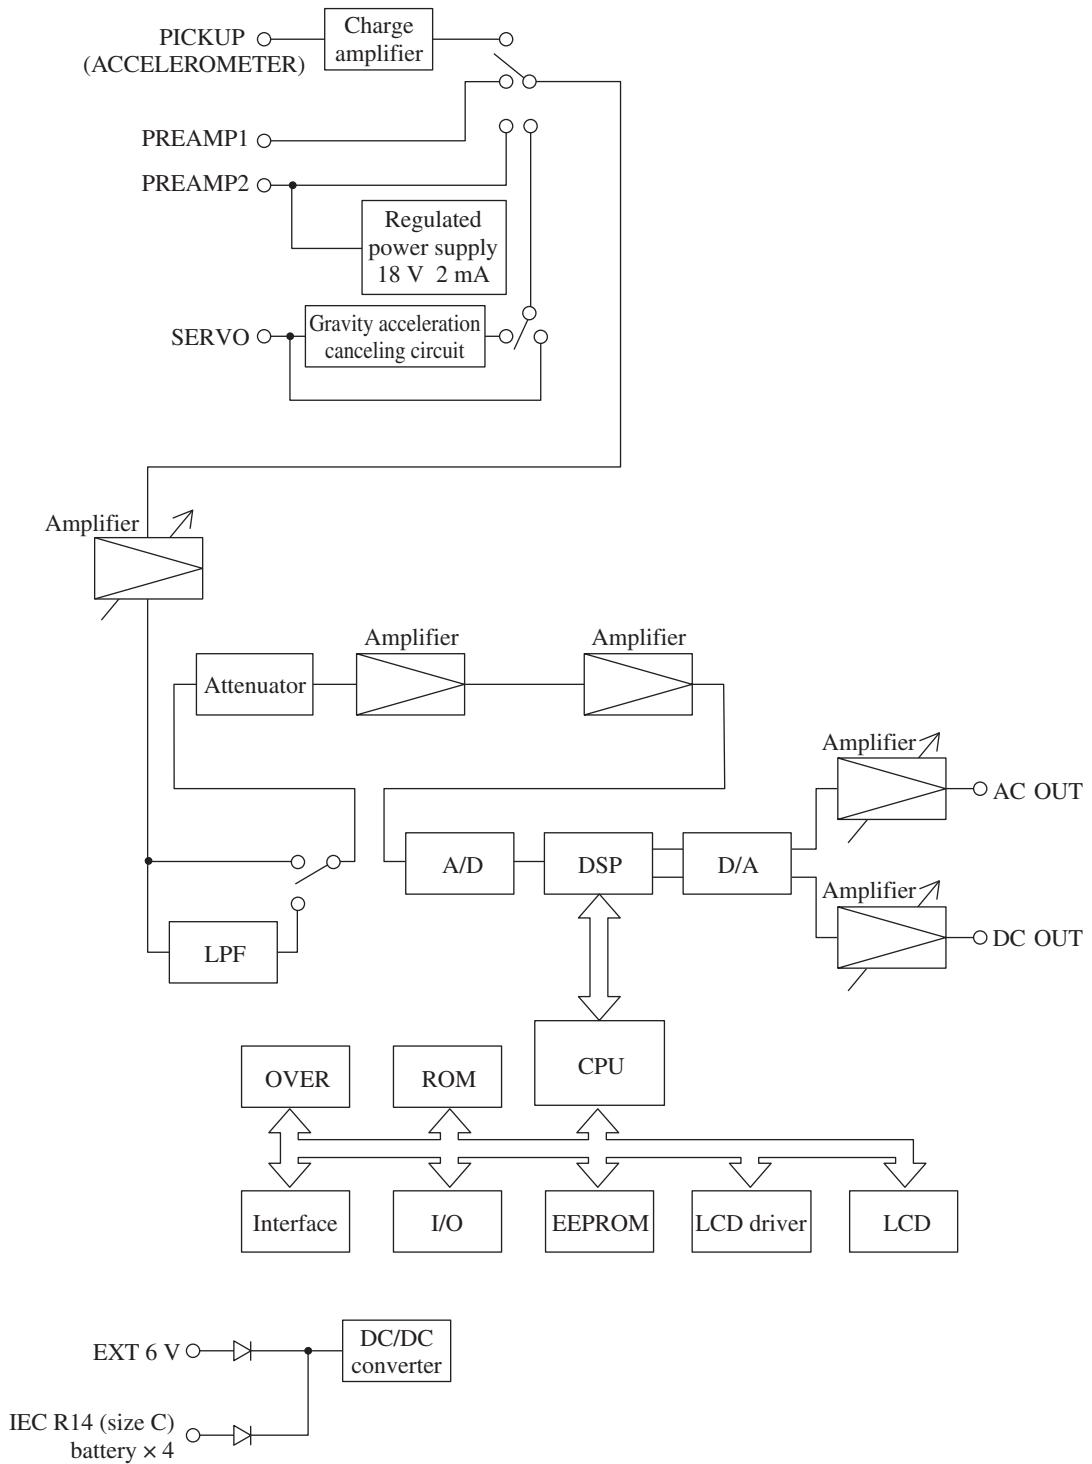 PICKUP
(ACCELEROMETER)
Charge
amplifier
PREAMP1
PREAMP2
Regulated
power supply
18 V 2 mA
SERVO
Gravity acceleration
canceling circuit
Amplifier
Attenuator
Amplifier
Amplifier
Amplifier
AC OUT
A/D
DSP
D/A
Amplifier
DC OUT
LPF
CPU
OVER
ROM
Interface
I/O
EEPROM
LCD driver
LCD
EXT 6 V
DC/DC
converter
IEC R14 (size C)
battery × 4